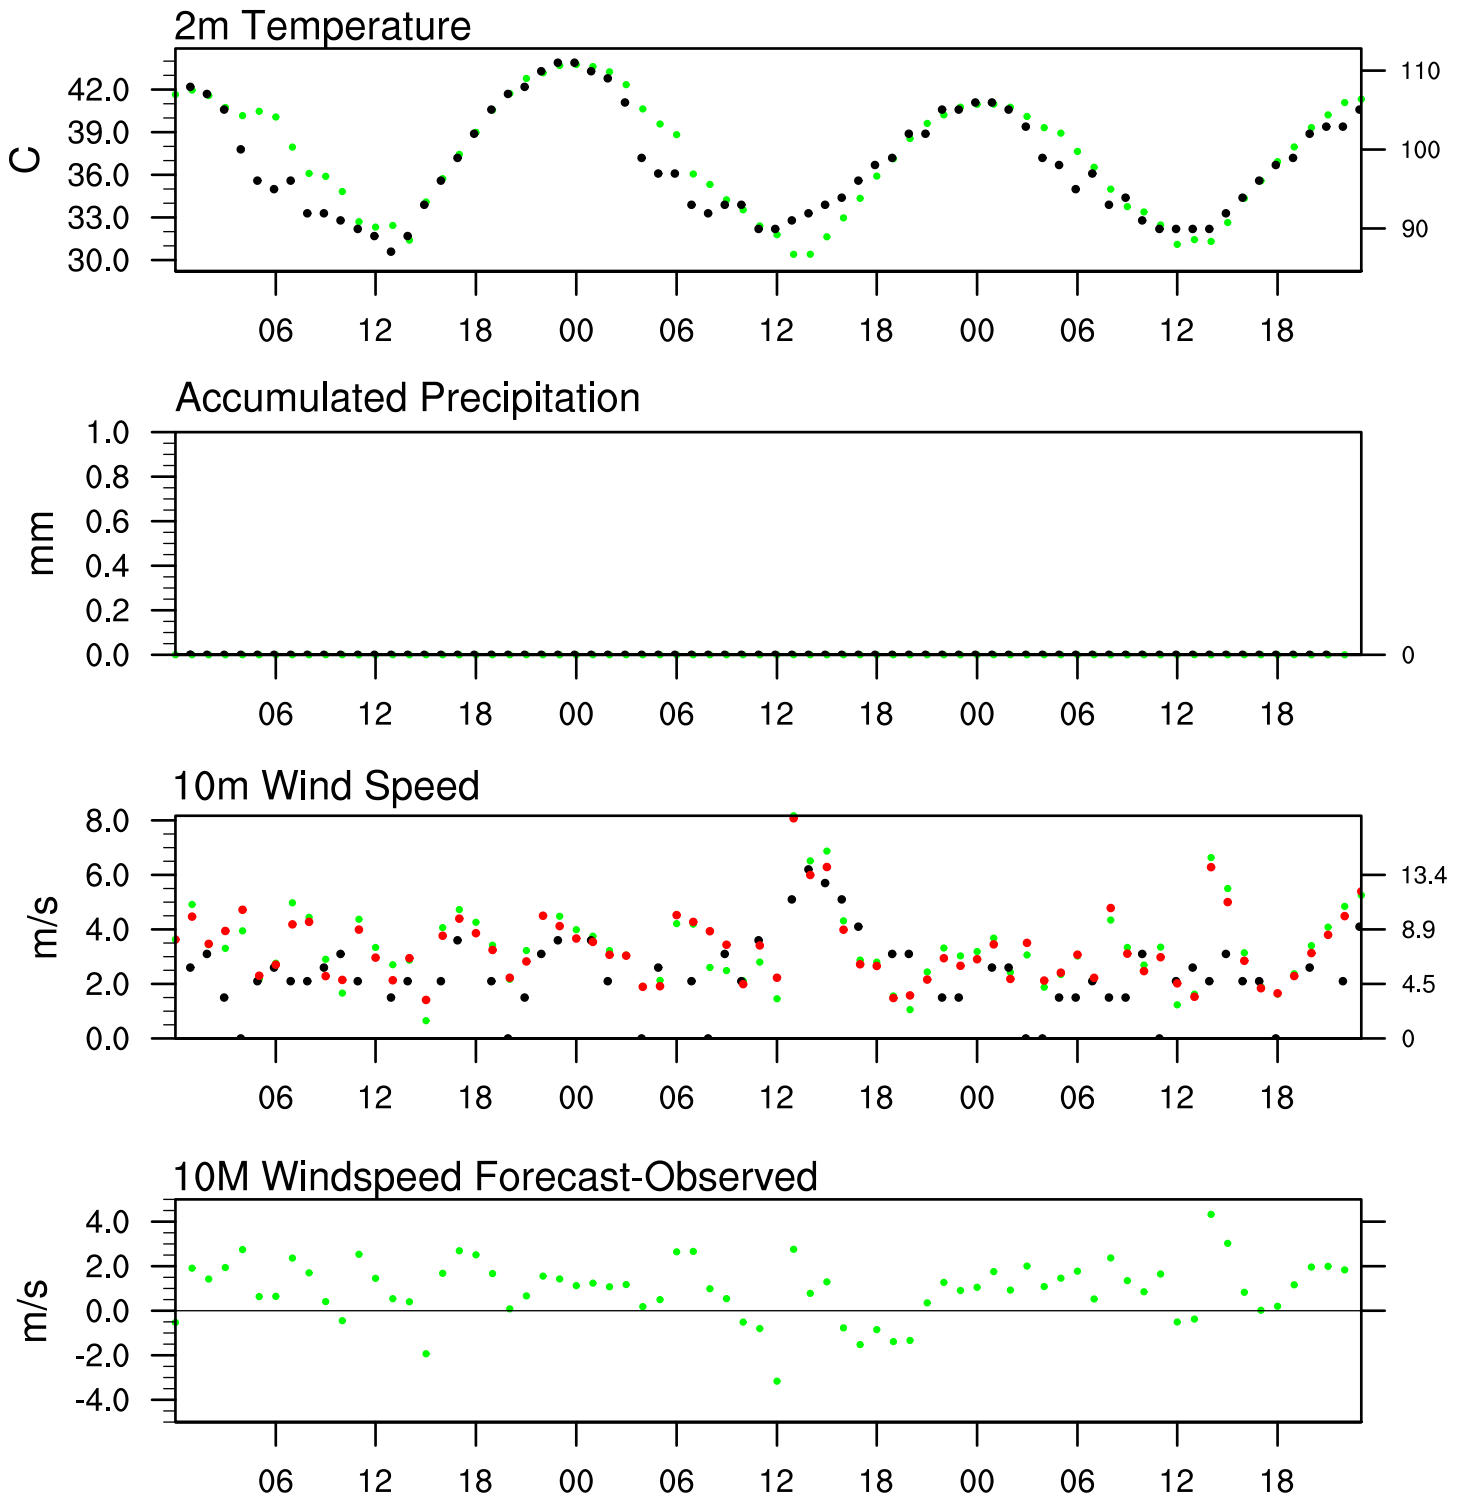 2m Temperature
C
42.0
39.0
36.0
33.0
30.0
110
100
90
06 12 18 00 06 12 18 00 06 12 18
Accumulated Precipitation
mm
1.0
0.8
0.6
0.4
0.2
0.0
0
06 12 18 00 06 12 18 00 06 12 18
10m Wind Speed
m/s
8.0
6.0
4.0
2.0
0.0
13.4
8.9
4.5
0
06 12 18 00 06 12 18 00 06 12 18
10M Windspeed Forecast-Observed
m/s
4.0
2.0
0.0
-2.0
-4.0
06 12 18 00 06 12 18 00 06 12 18